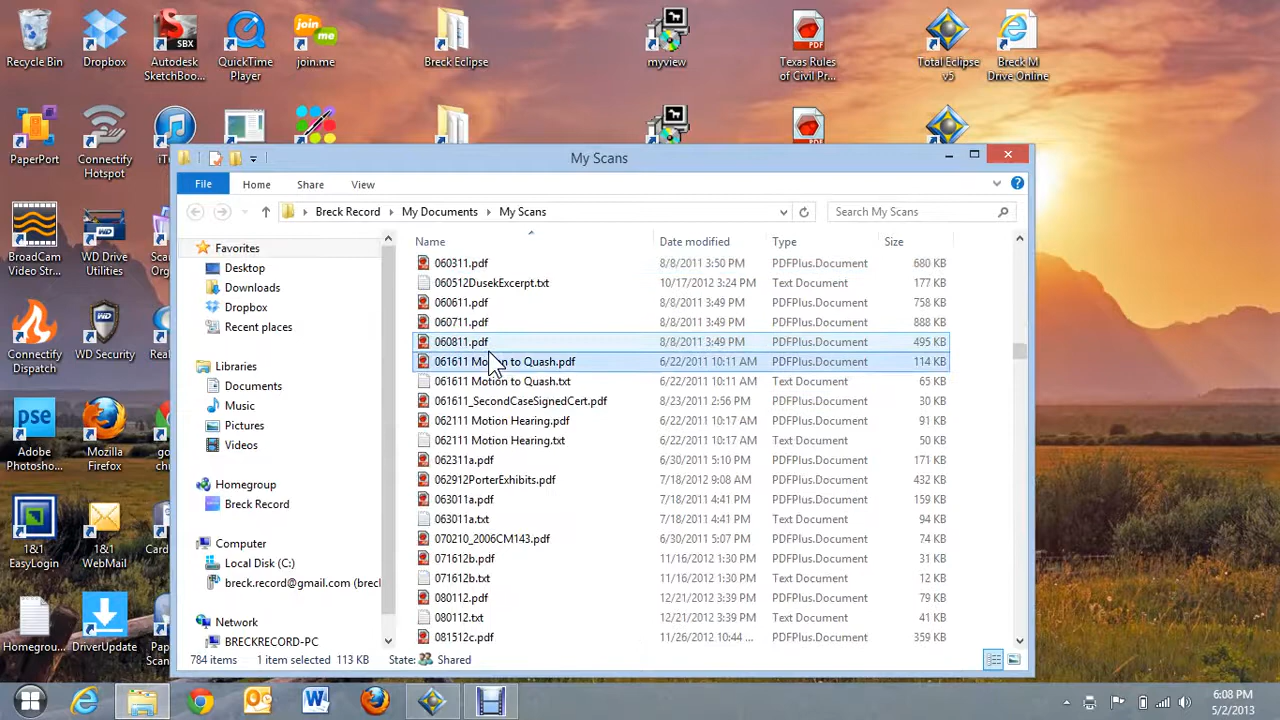 Recycle Bin
Dropbox
Autodesk
SketchBoo...
QuickTime
Player
join.me
Breck Eclipse
myview
Texas Rules
of Civil Pr...
Total Eclipse
v5
Breck M
Drive Online
PDF
SBX
join
me
PaperPort
Connectify
Hotspot
PDF
My Scans
File
Home
Share
View
Breck Record
My Documents
My Scans
Search My Scans
BroadCam
Video Str...
WD Drive
Utilities
Connectify
Dispatch
WD Security
pse
Adobe
Photosho...
Mozilla
Firefox
1&1
EasyLogin
1&1
WebMail
Homegrou...
DriverUpdate
Favorites
Desktop
Downloads
Dropbox
Recent places
Libraries
Documents
Music
Pictures
Videos
Homegroup
Breck Record
Computer
Local Disk (C:)
breck.record@gmail.com (brecl
Network
BRECKRECORD-PC
Name Date modified Type Size
060311.pdf 8/8/2011 3:50 PM PDFPlus.Document 680 KB
060512DusekExcerpt.txt 10/17/2012 3:24 PM Text Document 177 KB
060611.pdf 8/8/2011 3:49 PM PDFPlus.Document 758 KB
060711.pdf 8/8/2011 3:49 PM PDFPlus.Document 888 KB
060811.pdf 8/8/2011 3:49 PM PDFPlus.Document 495 KB
061611 Motion to Quash.pdf 6/22/2011 10:11 AM PDFPlus.Document 114 KB
061611 Motion to Quash.txt 6/22/2011 10:11 AM Text Document 65 KB
061611_SecondCaseSignedCert.pdf 8/23/2011 2:56 PM PDFPlus.Document 30 KB
062111 Motion Hearing.pdf 6/22/2011 10:17 AM PDFPlus.Document 91 KB
062111 Motion Hearing.txt 6/22/2011 10:17 AM Text Document 50 KB
062311a.pdf 6/30/2011 5:10 PM PDFPlus.Document 171 KB
062912PorterExhibits.pdf 7/18/2012 9:08 AM PDFPlus.Document 432 KB
063011a.pdf 7/18/2011 4:41 PM PDFPlus.Document 159 KB
063011a.txt 7/18/2011 4:41 PM Text Document 94 KB
070210_2006CM143.pdf 6/30/2011 5:07 PM PDFPlus.Document 74 KB
071612b.pdf 11/16/2012 1:30 PM PDFPlus.Document 31 KB
071612b.txt 11/16/2012 1:30 PM Text Document 12 KB
080112.pdf 12/21/2012 3:39 PM PDFPlus.Document 79 KB
080112.txt 12/21/2012 3:39 PM Text Document 41 KB
081512c.pdf 11/26/2012 10:44 ... PDFPlus.Document 359 KB
784 items 1 item selected 113 KB State: Shared
6:08 PM
5/2/2013